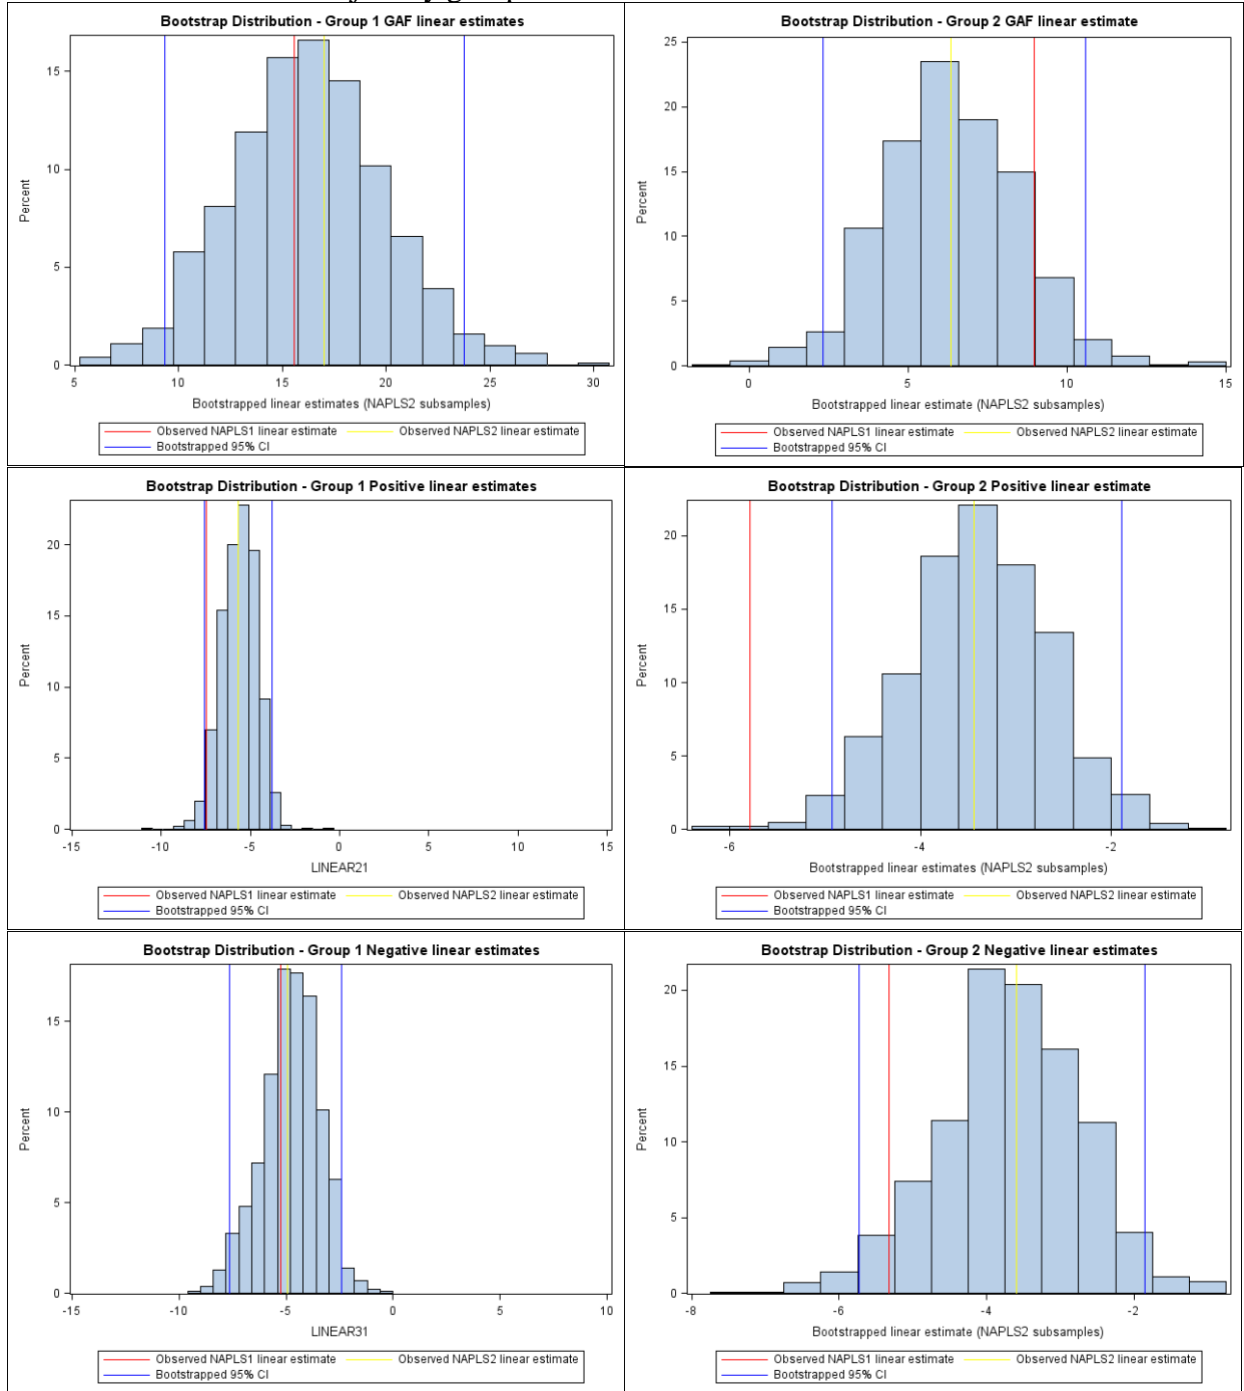 Bootstrap Distribution - Group 1 GAF linear estimates
Percent
15
10
5
0
5
10
15
20
25
30
Bootstrapped linear estimates (NAPLS2 subsamples)
Observed NAPLS1 linear estimate
Observed NAPLS2 linear estimate
Bootstrapped 95% CI
Bootstrap Distribution - Group 2 GAF linear estimate
Percent
25
20
15
10
5
0
0
5
10
15
Bootstrapped linear estimate (NAPLS2 subsamples)
Observed NAPLS1 linear estimate
Observed NAPLS2 linear estimate
Bootstrapped 95% CI
Bootstrap Distribution - Group 1 Positive linear estimates
Percent
20
15
10
5
0
-15
-10
-5
0
5
10
15
LINEAR21
Observed NAPLS1 linear estimate
Observed NAPLS2 linear estimate
Bootstrapped 95% CI
Bootstrap Distribution - Group 2 Positive linear estimate
Percent
20
15
10
5
0
-6
-4
-2
Bootstrapped linear estimates (NAPLS2 subsamples)
Observed NAPLS1 linear estimate
Observed NAPLS2 linear estimate
Bootstrapped 95% CI
Bootstrap Distribution - Group 1 Negative linear estimates
Percent
15
10
5
0
-15
-10
-5
0
5
10
LINEAR31
Observed NAPLS1 linear estimate
Observed NAPLS2 linear estimate
Bootstrapped 95% CI
Bootstrap Distribution - Group 2 Negative linear estimates
Percent
20
15
10
5
0
-8
-6
-4
-2
Bootstrapped linear estimate (NAPLS2 subsamples)
Observed NAPLS1 linear estimate
Observed NAPLS2 linear estimate
Bootstrapped 95% CI